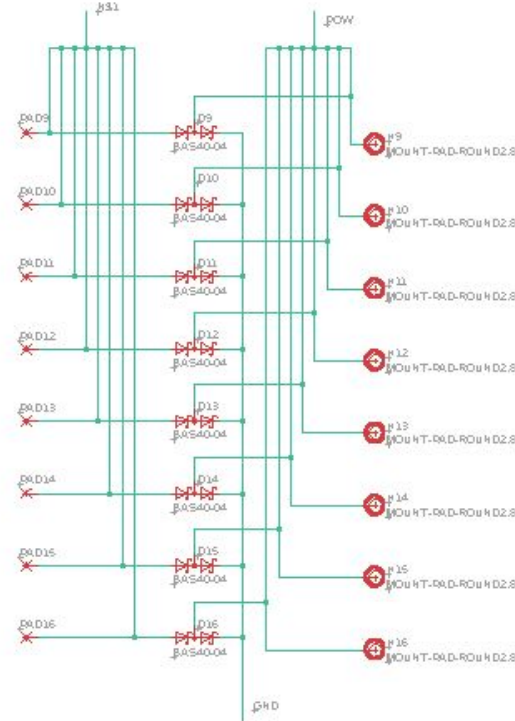 POW
PAD9
D9
BAS40-04
H9
MOUNT-PAD-ROUND2.8
PAD10
D10
BAS40-04
H10
MOUNT-PAD-ROUND2.8
PAD11
D11
BAS40-04
H11
MOUNT-PAD-ROUND2.8
PAD12
D12
BAS40-04
H12
MOUNT-PAD-ROUND2.8
PAD13
D13
BAS40-04
H13
MOUNT-PAD-ROUND2.8
PAD14
D14
BAS40-04
H14
MOUNT-PAD-ROUND2.8
PAD15
D15
BAS40-04
H15
MOUNT-PAD-ROUND2.8
PAD16
D16
BAS40-04
H16
MOUNT-PAD-ROUND2.8
GND